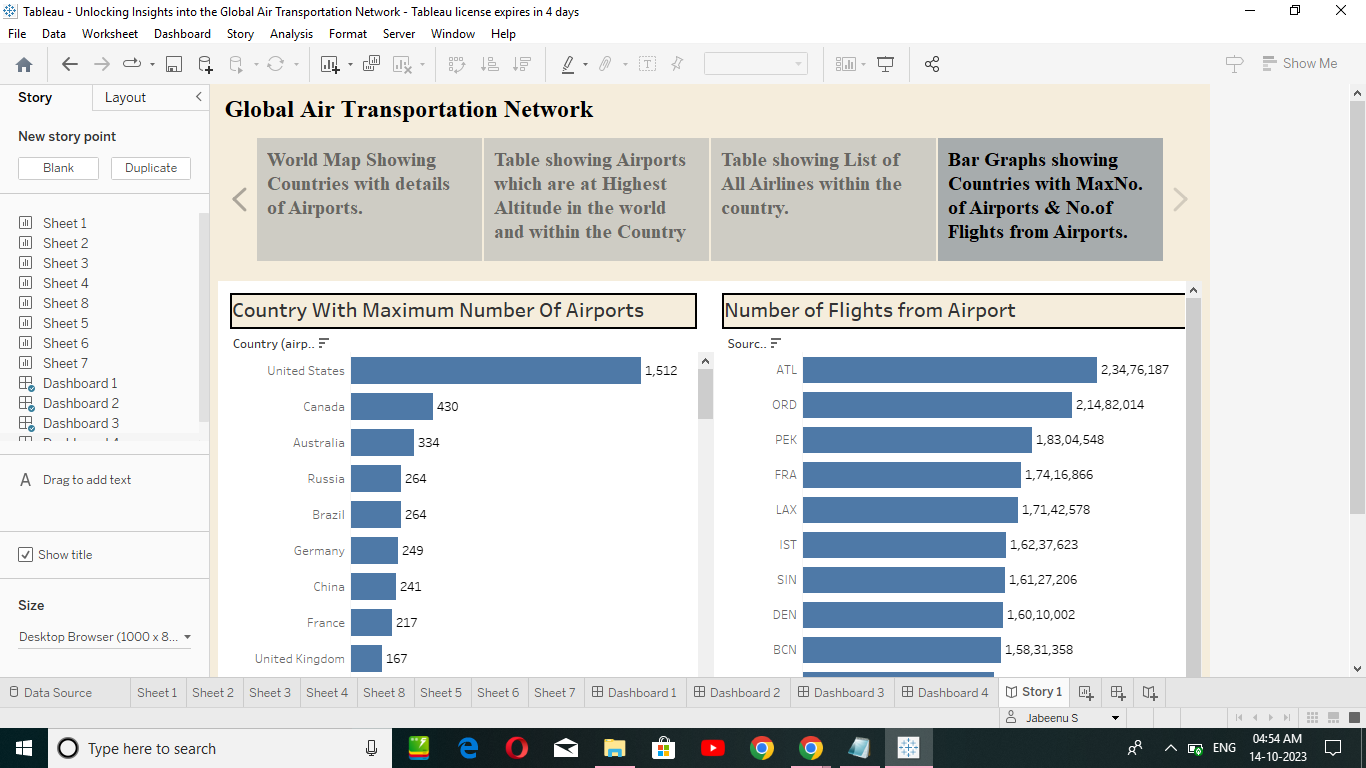 Tableau - Unlocking Insights into the Global Air Transportation Network - Tableau license expires in 4 days
File Data Worksheet Dashboard Story Analysis Format Server Window Help
Show Me
Story Layout
New story point
Blank Duplicate
Sheet 1
Sheet 2
Sheet 3
Sheet 4
Sheet 8
Sheet 5
Sheet 6
Sheet 7
Dashboard 1
Dashboard 2
Dashboard 3
A Drag to add text
Show title
Size
Desktop Browser (1000 x 8...
Global Air Transportation Network
World Map Showing
Countries with details
of Airports.
Table showing Airports
which are at Highest
Altitude in the world
and within the Country
Table showing List of
All Airlines within the
country.
Bar Graphs showing
Countries with MaxNo.
of Airports & No.of
Flights from Airports.
Country With Maximum Number Of Airports
Country (airp..
United States 1,512
Canada 430
Australia 334
Russia 264
Brazil 264
Germany 249
China 241
France 217
United Kingdom 167
Number of Flights from Airport
Sourc..
ATL 2,34,76,187
ORD 2,14,82,014
PEK 1,83,04,548
FRA 1,74,16,866
LAX 1,71,42,578
IST 1,62,37,623
SIN 1,61,27,206
DEN 1,60,10,002
BCN 1,58,31,358
Data Source Sheet 1 Sheet 2 Sheet 3 Sheet 4 Sheet 8 Sheet 5 Sheet 6 Sheet 7 Dashboard 1 Dashboard 2 Dashboard 3 Dashboard 4 Story 1
Jabeenu S
Type here to search
ENG
04:54 AM
14-10-2023